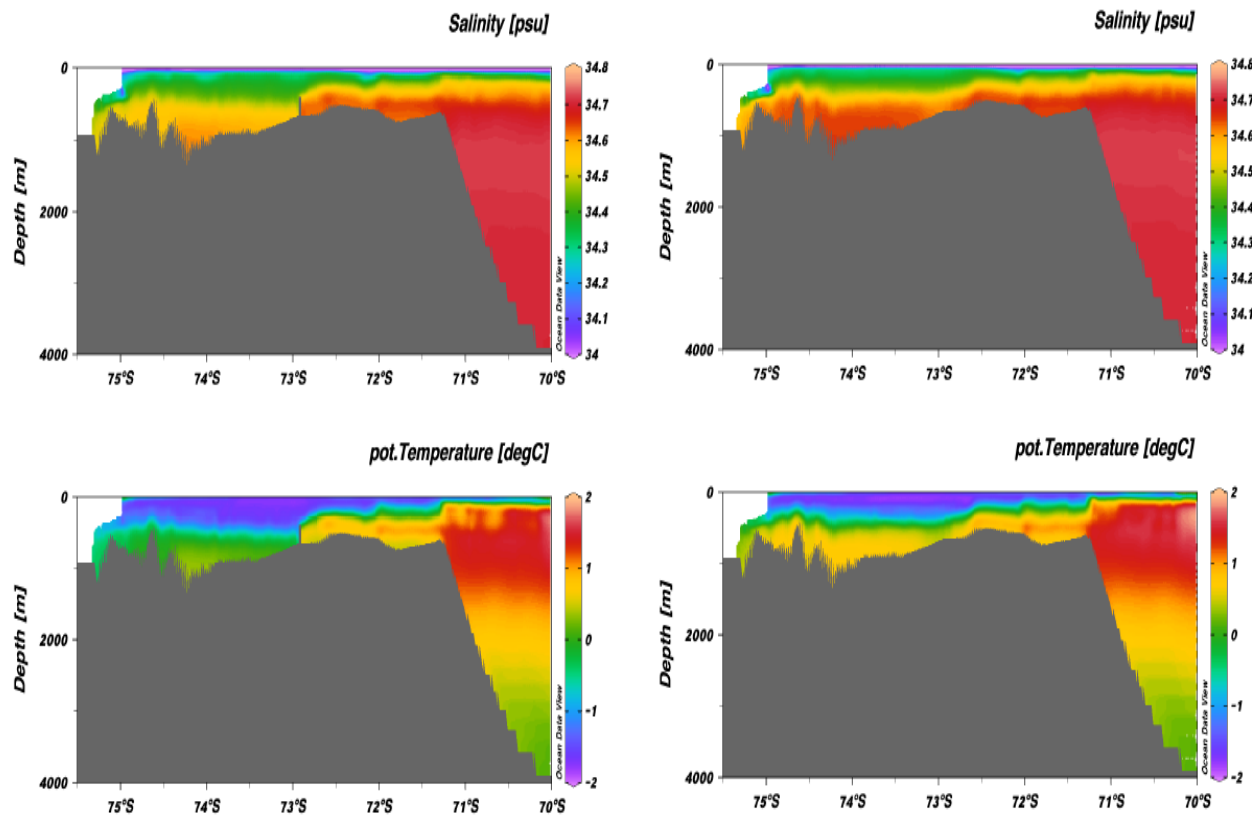 Salinity [psu]
0
2000
4000
Depth [m]
75°S
74°S
73°S
72°S
71°S
70°S
34.8
34.7
34.6
34.5
34.4
34.3
34.2
34.1
34
Ocean Data View
Salinity [psu]
0
2000
4000
Depth [m]
75°S
74°S
73°S
72°S
71°S
70°S
34.8
34.7
34.6
34.5
34.4
34.3
34.2
34.1
34
Ocean Data View
pot.Temperature [degC]
0
2000
4000
Depth [m]
75°S
74°S
73°S
72°S
71°S
70°S
2
1
0
-1
-2
Ocean Data View
pot.Temperature [degC]
0
2000
4000
Depth [m]
75°S
74°S
73°S
72°S
71°S
70°S
2
1
0
-1
-2
Ocean Data View